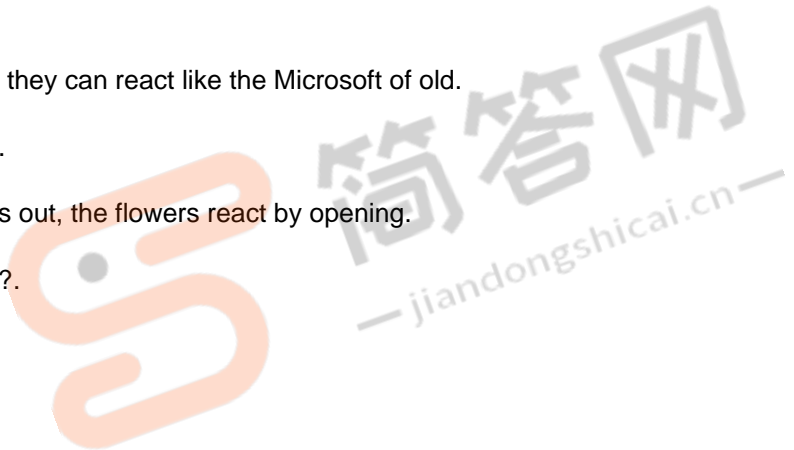 they can react like the Microsoft of old.
.
s out, the flowers react by opening.
?.
简答网
jiandongshicai.cn